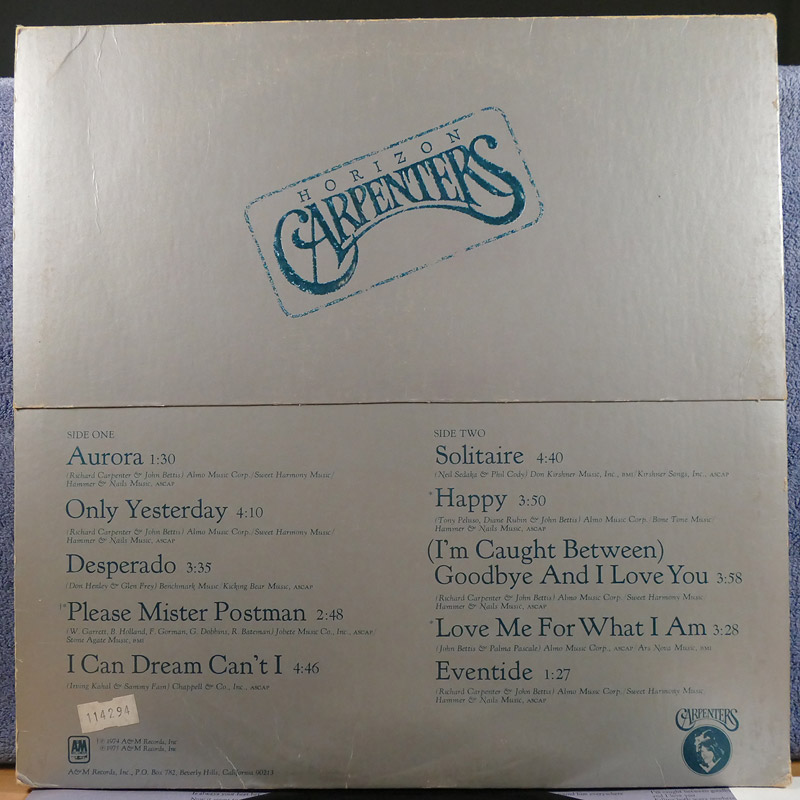 HORIZON
CARPENTERS
SIDE ONE
Aurora 1:30
(Richard Carpenter & John Bettis) Almo Music Corp./Sweet Harmony Music/
Hammer & Nails Music, ASCAP
Only Yesterday 4:10
(Richard Carpenter & John Bettis) Almo Music Corp./Sweet Harmony Music/
Hammer & Nails Music, ASCAP
Desperado 3:35
(Don Henley & Glen Frey) Benchmark Music/Kicking Bear Music, ASCAP
†*Please Mister Postman 2:48
(W. Garrett, B. Holland, F. Gorman, G. Dobbins, R. Bateman) Jobete Music Co., Inc., ASCAP
Stone Agate Music, BMI
I Can Dream Can't I 4:46
(Irving Kahal & Sammy Fain) Chappell & Co., Inc., ASCAP
SIDE TWO
Solitaire 4:40
(Neil Sedaka & Phil Cody) Don Kirshner Music, Inc., BMI/Kirshner Songs, Inc., ASCAP
*Happy 3:50
(Tony Peluso, Diane Rubin & John Bettis) Almo Music Corp./Bone Time Music
Hammer & Nails Music, ASCAP
(I'm Caught Between)
Goodbye And I Love You 3:58
(Richard Carpenter & John Bettis) Almo Music Corp./Sweet Harmony Music
Hammer & Nails Music, ASCAP
*Love Me For What I Am 3:28
(John Bettis & Palma Pascale) Almo Music Corp., ASCAP Ars Nova Music, BMI
Eventide 1:27
(Richard Carpenter & John Bettis) Almo Music Corp./Sweet Harmony Music
Hammer & Nails Music, ASCAP
114294
A&M
℗ 1974 A&M Records, Inc.
© 1975 A&M Records, Inc.
A&M Records, Inc., P.O. Box 782, Beverly Hills, California 90213
CARPENTERS